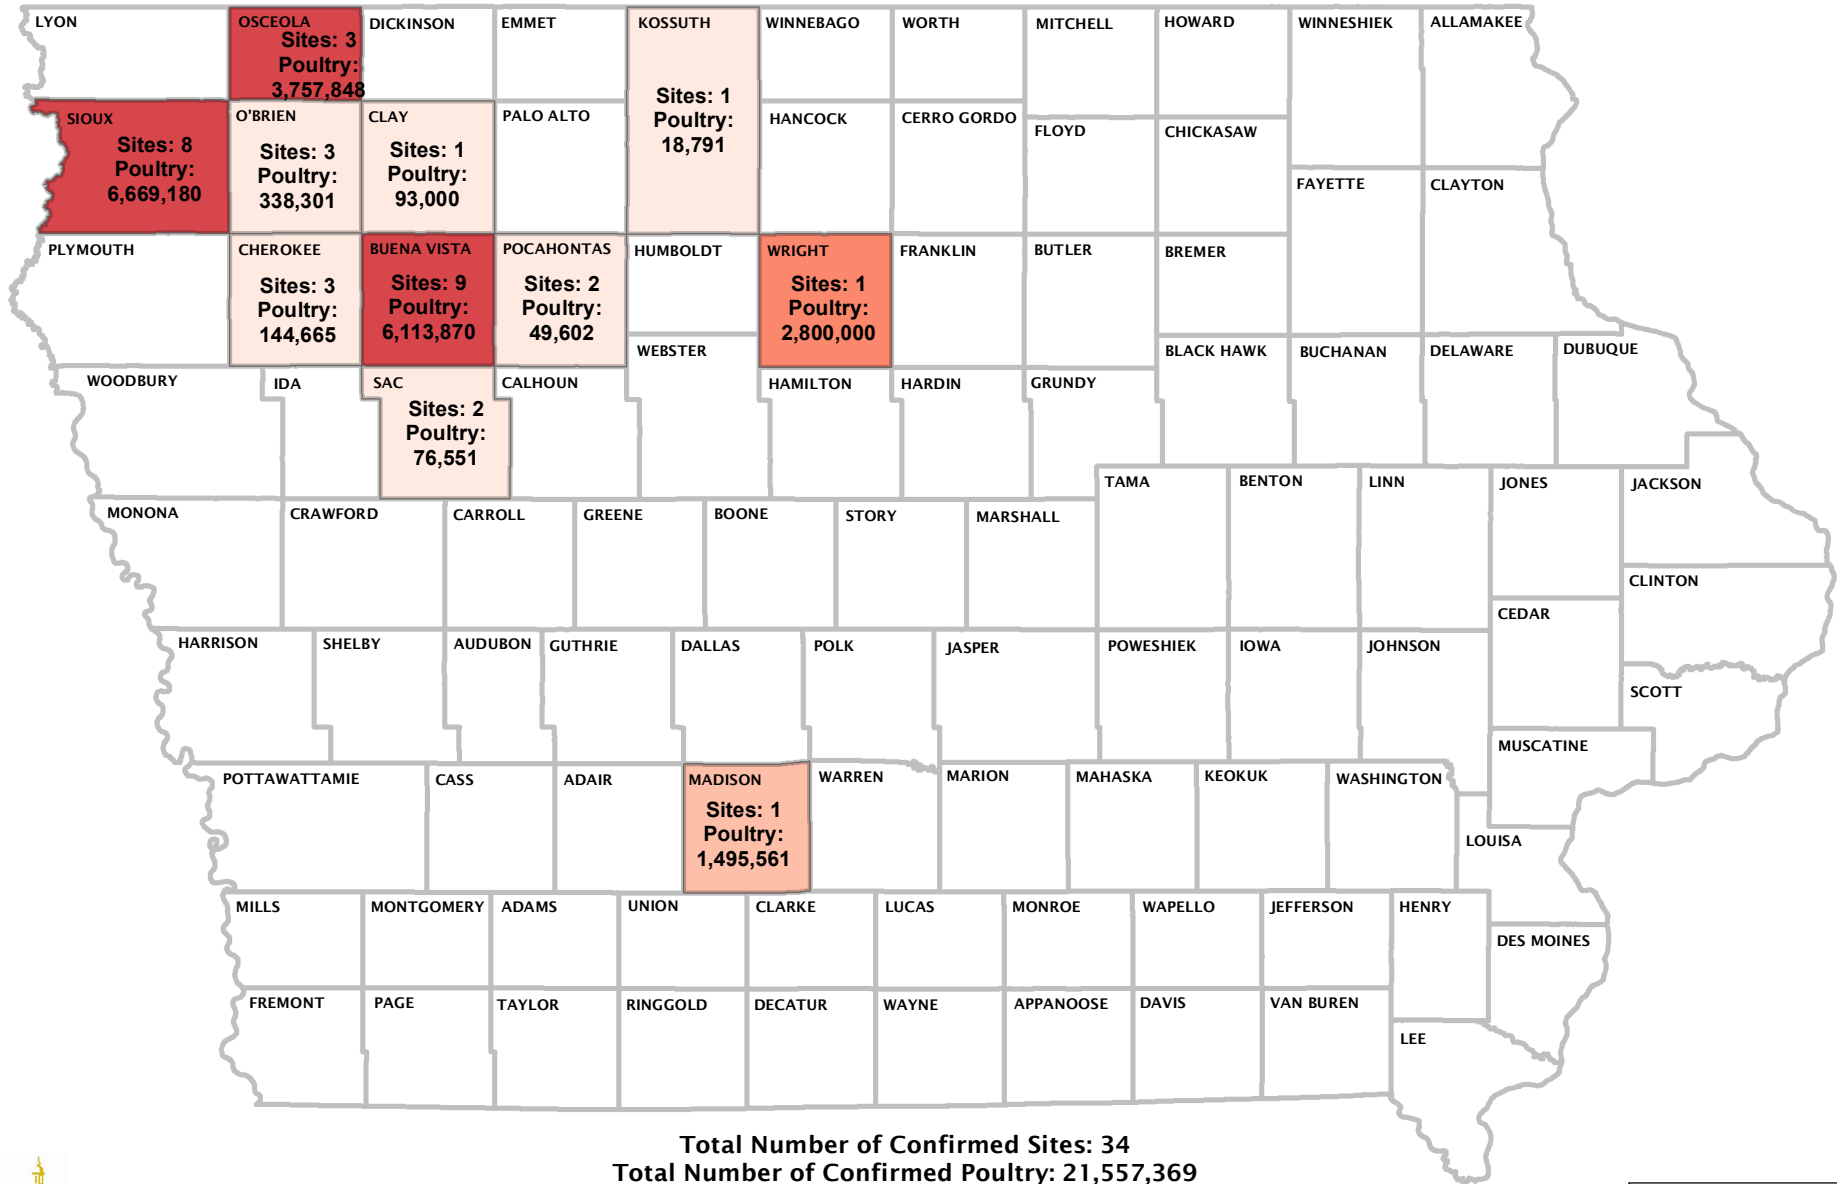 LYON
OSCEOLA
Sites: 3
Poultry:
3,757,848
DICKINSON
EMMET
KOSSUTH
Sites: 1
Poultry:
18,791
WINNEBAGO
WORTH
MITCHELL
HOWARD
WINNESHIEK
ALLAMAKEE
SIOUX
Sites: 8
Poultry:
6,669,180
O'BRIEN
Sites: 3
Poultry:
338,301
CLAY
Sites: 1
Poultry:
93,000
PALO ALTO
HANCOCK
CERRO GORDO
FLOYD
CHICKASAW
FAYETTE
CLAYTON
PLYMOUTH
CHEROKEE
Sites: 3
Poultry:
144,665
BUENA VISTA
Sites: 9
Poultry:
6,113,870
POCAHONTAS
Sites: 2
Poultry:
49,602
HUMBOLDT
WRIGHT
Sites: 1
Poultry:
2,800,000
FRANKLIN
BUTLER
BREMER
WEBSTER
BLACK HAWK
BUCHANAN
DELAWARE
DUBUQUE
WOODBURY
IDA
SAC
Sites: 2
Poultry:
76,551
CALHOUN
HAMILTON
HARDIN
GRUNDY
TAMA
BENTON
LINN
JONES
JACKSON
MONONA
CRAWFORD
CARROLL
GREENE
BOONE
STORY
MARSHALL
CLINTON
CEDAR
HARRISON
SHELBY
AUDUBON
GUTHRIE
DALLAS
POLK
JASPER
POWESHIEK
IOWA
JOHNSON
SCOTT
MUSCATINE
POTTAWATTAMIE
CASS
ADAIR
MADISON
Sites: 1
Poultry:
1,495,561
WARREN
MARION
MAHASKA
KEOKUK
WASHINGTON
LOUISA
MILLS
MONTGOMERY
ADAMS
UNION
CLARKE
LUCAS
MONROE
WAPELLO
JEFFERSON
HENRY
DES MOINES
FREMONT
PAGE
TAYLOR
RINGGOLD
DECATUR
WAYNE
APPANOOSE
DAVIS
VAN BUREN
LEE
Total Number of Confirmed Sites: 34
Total Number of Confirmed Poultry: 21,557,369